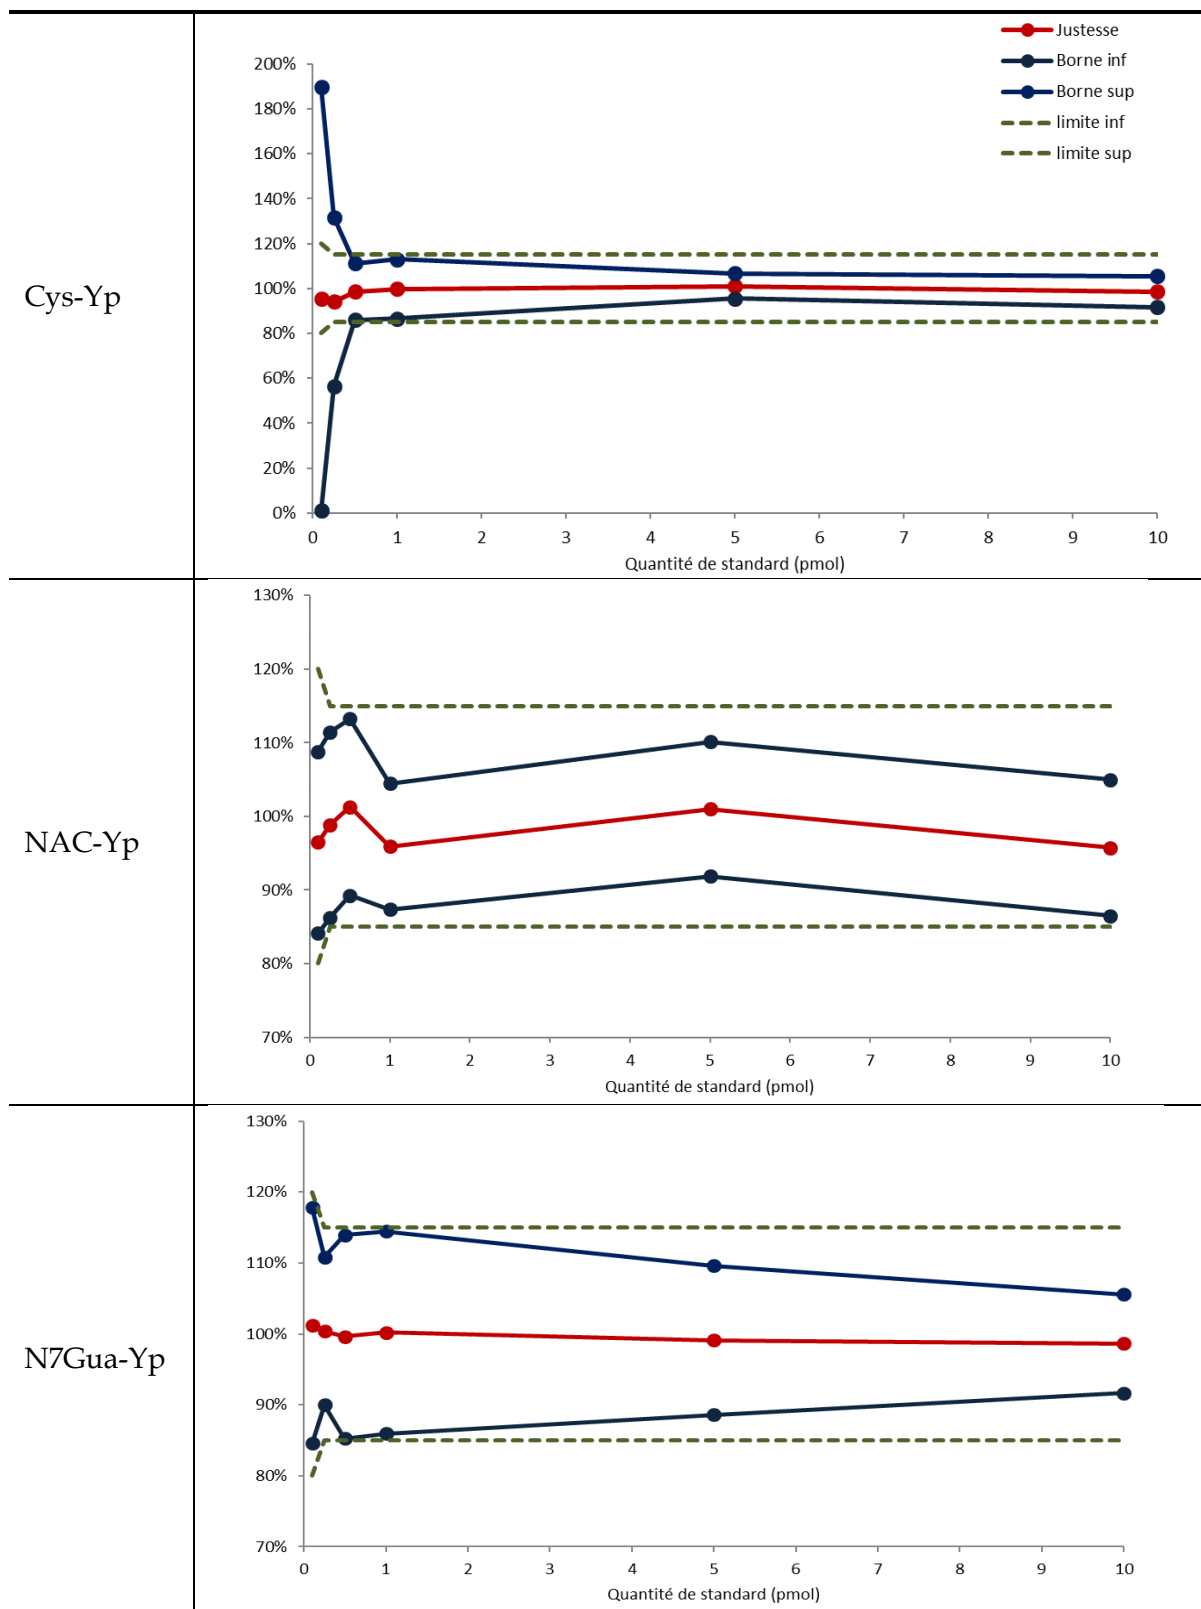 Justesse
Borne inf
Borne sup
limite inf
limite sup
Cys-Yp
200%
180%
160%
140%
120%
100%
80%
60%
40%
20%
0%
0 1 2 3 4 5 6 7 8 9 10
Quantité de standard (pmol)
NAC-Yp
130%
120%
110%
100%
90%
80%
70%
0 1 2 3 4 5 6 7 8 9 10
Quantité de standard (pmol)
N7Gua-Yp
130%
120%
110%
100%
90%
80%
70%
0 1 2 3 4 5 6 7 8 9 10
Quantité de standard (pmol)